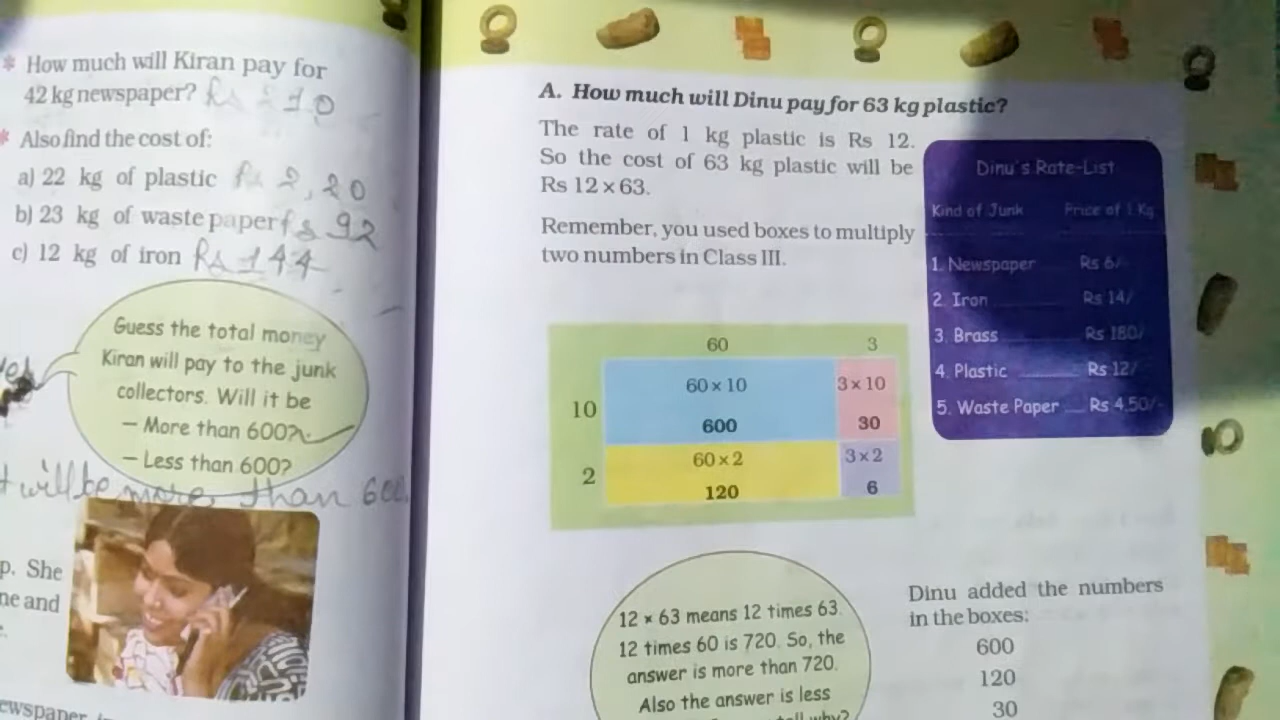 * How much will Kiran pay for
42 kg newspaper? Rs 210
* Also find the cost of:
a) 22 kg of plastic Rs 2,20
b) 23 kg of waste paper Rs 92
c) 12 kg of iron Rs 144
Guess the total money
Kiran will pay to the junk
collectors. Will it be
– More than 600?
– Less than 600?
t will be more than 600.
p. She
ne and
A. How much will Dinu pay for 63 kg plastic?
The rate of 1 kg plastic is Rs 12.
So the cost of 63 kg plastic will be
Rs 12 × 63.
Remember, you used boxes to multiply
two numbers in Class III.
Dinu's Rate-List
Kind of Junk Price of 1 Kg
1. Newspaper Rs 6/-
2. Iron Rs 14/
3. Brass Rs 180/
4. Plastic Rs 12/
5. Waste Paper Rs 4.50/-
60 3
60 × 10 3 × 10
10
600 30
60 × 2 3 × 2
2
120 6
12 × 63 means 12 times 63.
12 times 60 is 720. So, the
answer is more than 720.
Also the answer is less
tell why?
Dinu added the numbers
in the boxes:
600
120
30